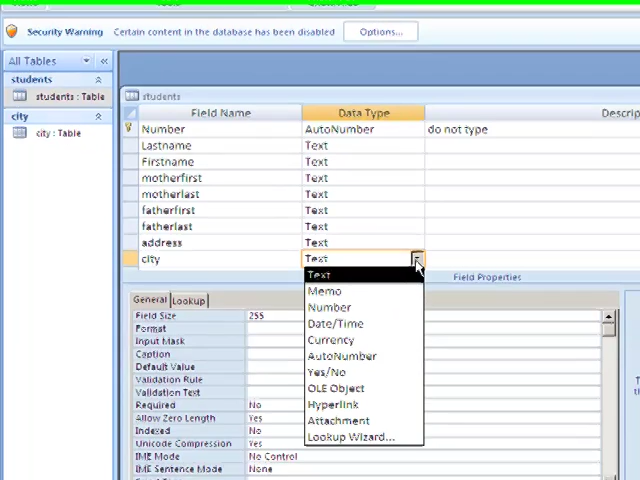 Security Warning Certain content in the database has been disabled Options...
All Tables
students
students : Table
city
city : Table
students
Field Name Data Type Descrip
Number AutoNumber do not type
Lastname Text
Firstname Text
motherfirst Text
motherlast Text
fatherfirst Text
fatherlast Text
address Text
city Text
Text
Memo
Number
Date/Time
Currency
AutoNumber
Yes/No
OLE Object
Hyperlink
Attachment
Lookup Wizard...
Field Properties
General Lookup
Field Size 255
Format
Input Mask
Caption
Default Value
Validation Rule
Validation Text
Required No
Allow Zero Length Yes
Indexed No
Unicode Compression Yes
IME Mode No Control
IME Sentence Mode None